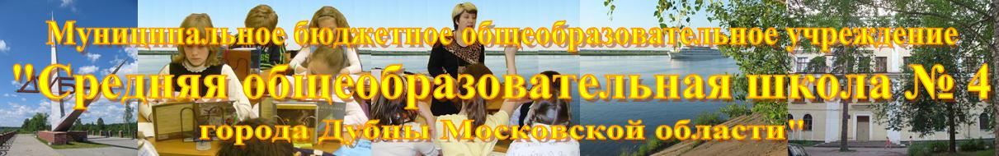 Муниципальное бюджетное общеобразовательное учреждение
"Средняя общеобразовательная школа № 4
города Дубны Московской области"